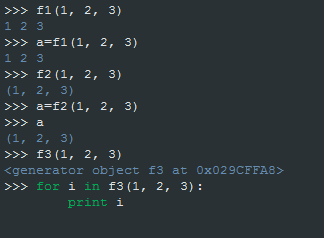 >>> f1(1, 2, 3)
1 2 3
>>> a=f1(1, 2, 3)
1 2 3
>>> f2(1, 2, 3)
(1, 2, 3)
>>> a=f2(1, 2, 3)
>>> a
(1, 2, 3)
>>> f3(1, 2, 3)
<generator object f3 at 0x029CFFA8>
>>> for i in f3(1, 2, 3):
        print i